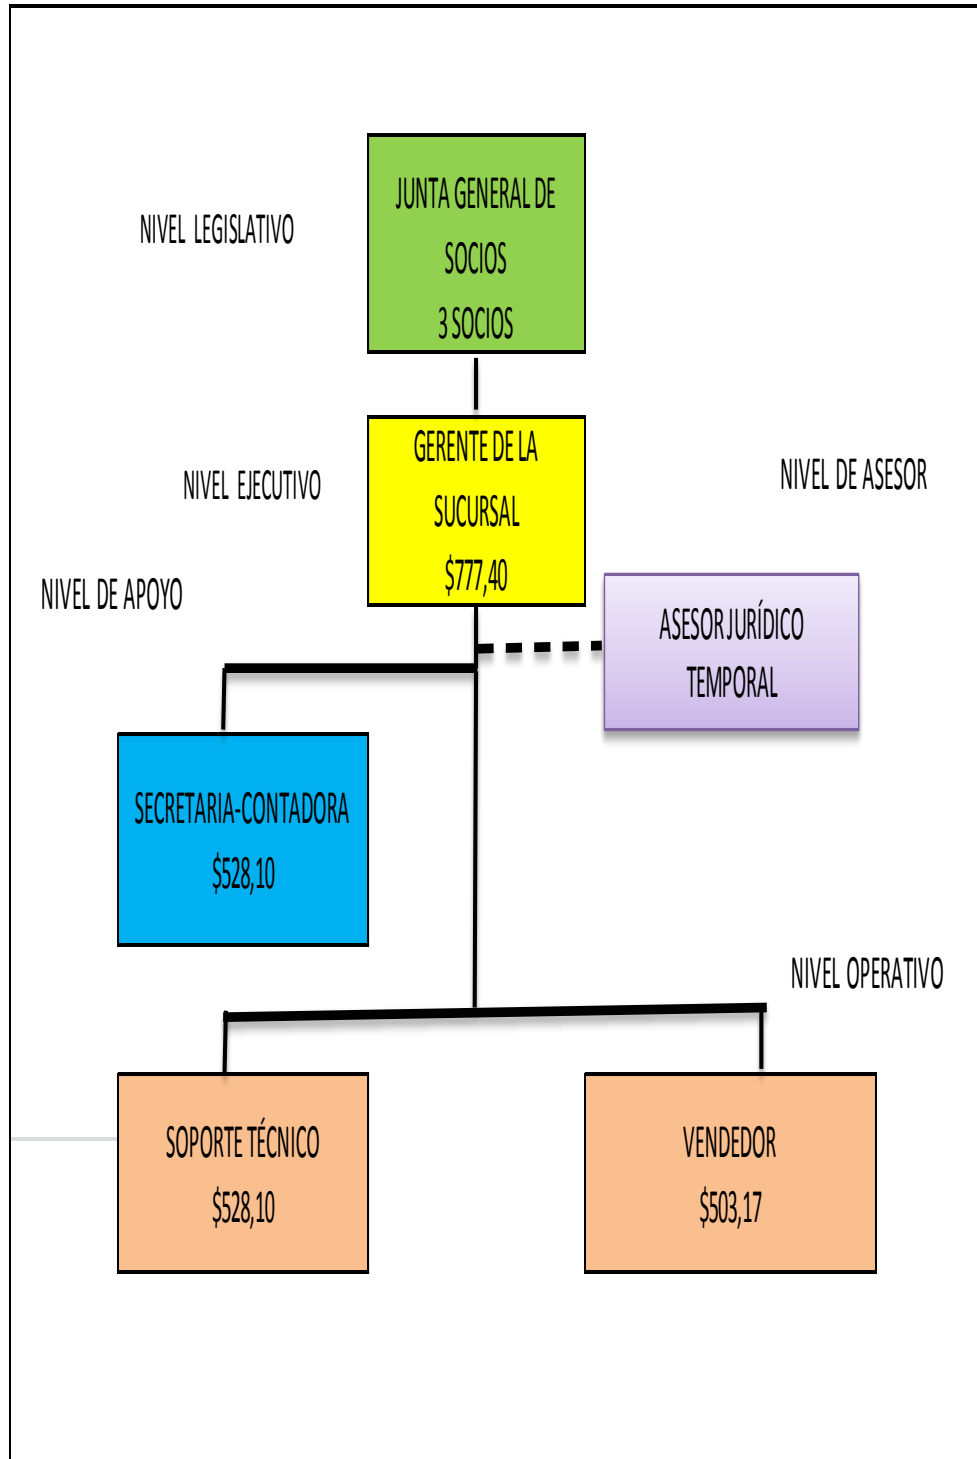 JUNTA GENERAL DE
SOCIOS
3 SOCIOS
NIVEL LEGISLATIVO
GERENTE DE LA
SUCURSAL
$777,40
NIVEL EJECUTIVO
NIVEL DE ASESOR
NIVEL DE APOYO
ASESOR JURÍDICO
TEMPORAL
SECRETARIA-CONTADORA
$528,10
NIVEL OPERATIVO
SOPORTE TÉCNICO
$528,10
VENDEDOR
$503,17